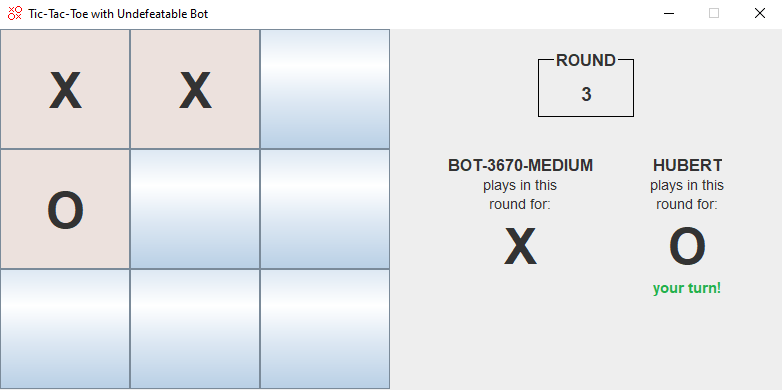 Tic-Tac-Toe with Undefeatable Bot
X X
O
ROUND
3
BOT-3670-MEDIUM
plays in this
round for:
X
HUBERT
plays in this
round for:
O
your turn!